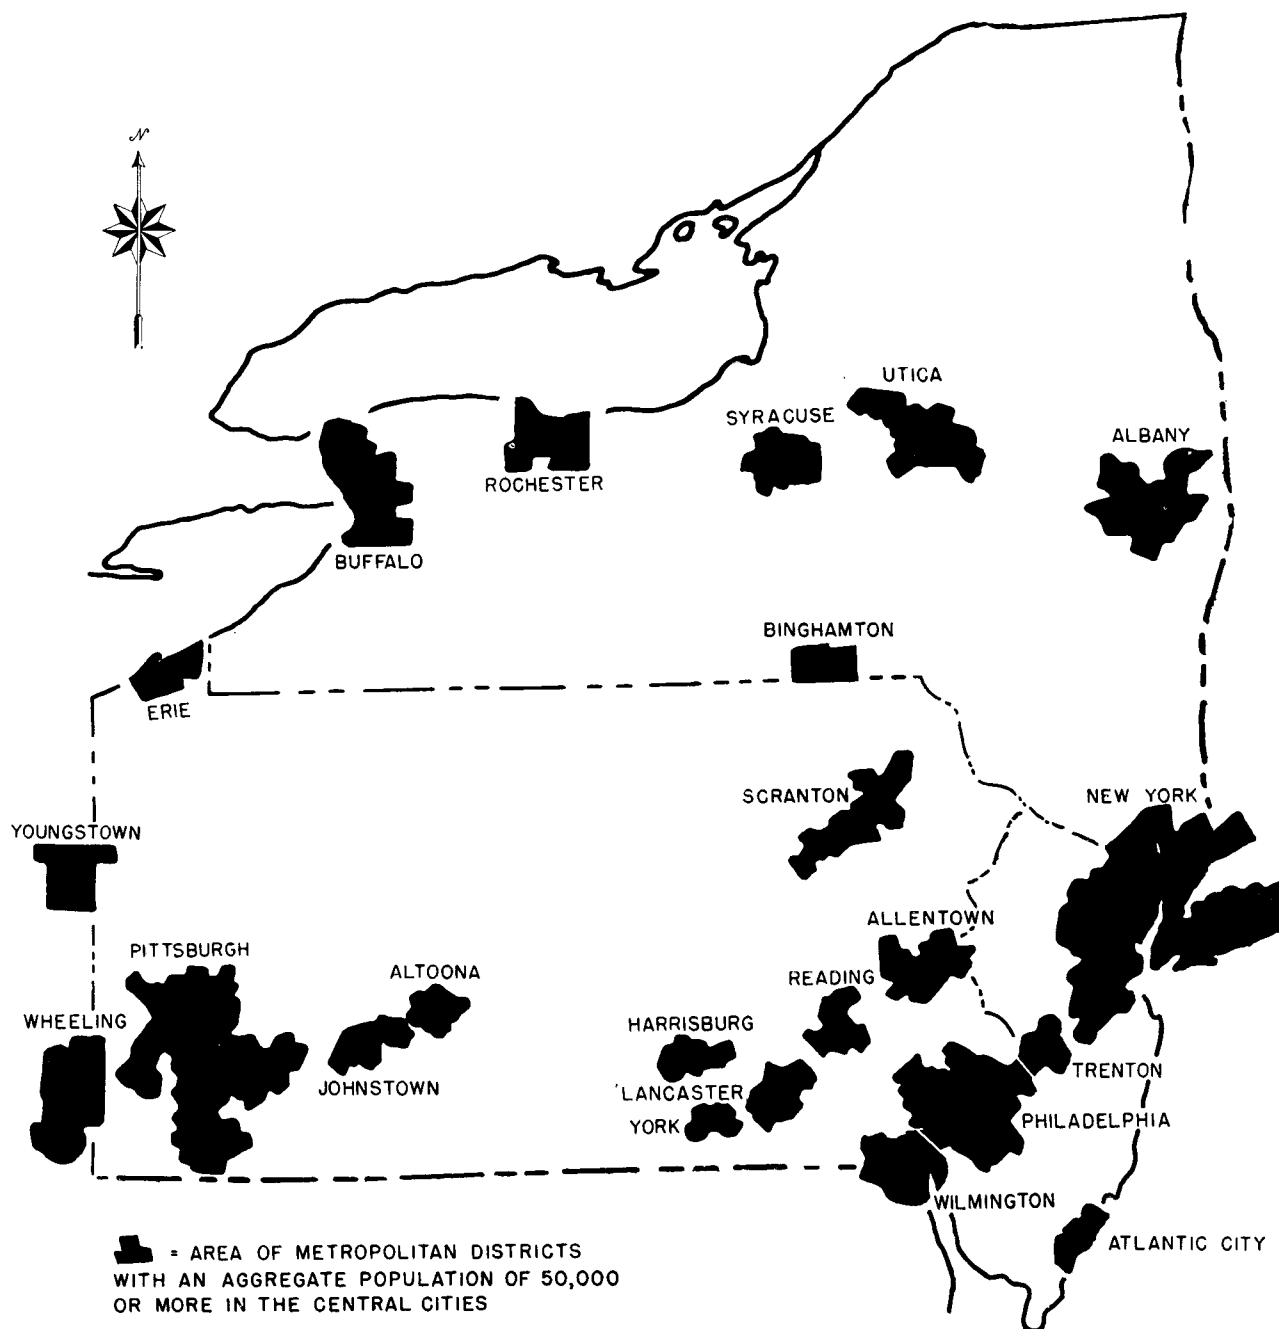 N
UTICA
SYRACUSE
ALBANY
ROCHESTER
BUFFALO
BINGHAMTON
ERIE
SCRANTON
NEW YORK
YOUNGSTOWN
ALLENTOWN
PITTSBURGH
ALTOONA
READING
WHEELING
HARRISBURG
TRENTON
JOHNSTOWN
LANCASTER
YORK
PHILADELPHIA
WILMINGTON
ATLANTIC CITY
= AREA OF METROPOLITAN DISTRICTS
WITH AN AGGREGATE POPULATION OF 50,000
OR MORE IN THE CENTRAL CITIES